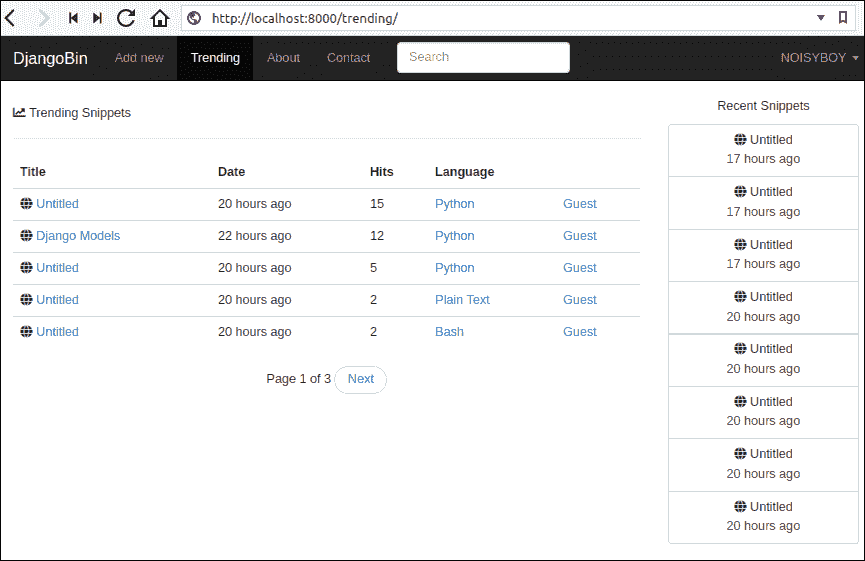 http://localhost:8000/trending/
DjangoBin Add new Trending About Contact Search NOISYBOY
Trending Snippets
Title Date Hits Language
Untitled 20 hours ago 15 Python Guest
Django Models 22 hours ago 12 Python Guest
Untitled 20 hours ago 5 Python Guest
Untitled 20 hours ago 2 Plain Text Guest
Untitled 20 hours ago 2 Bash Guest
Page 1 of 3 Next
Recent Snippets
Untitled
17 hours ago
Untitled
17 hours ago
Untitled
17 hours ago
Untitled
20 hours ago
Untitled
20 hours ago
Untitled
20 hours ago
Untitled
20 hours ago
Untitled
20 hours ago